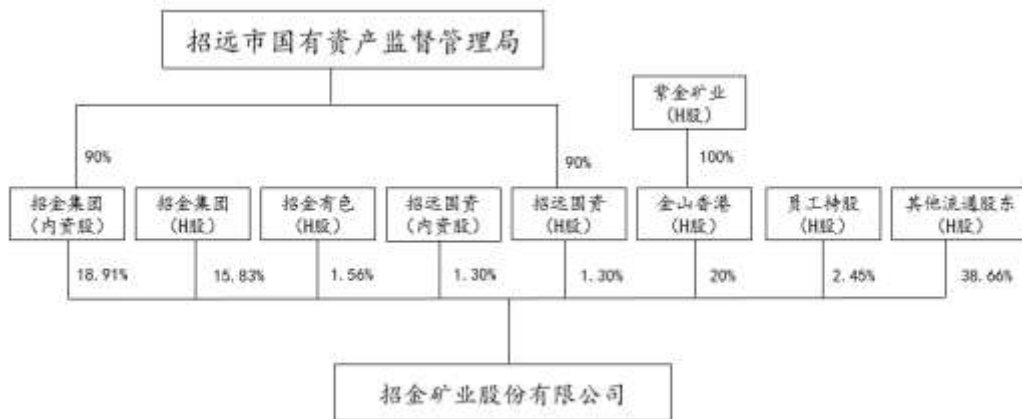 招远市国有资产监督管理局
紫金矿业
(H股)
90%
90%
100%
招金集团
(内资股)
招金集团
(H股)
招金有色
(H股)
招远国资
(内资股)
招远国资
(H股)
金山香港
(H股)
员工持股
(H股)
其他流通股东
(H股)
18.91%
15.83%
1.56%
1.30%
1.30%
20%
2.45%
38.66%
招金矿业股份有限公司